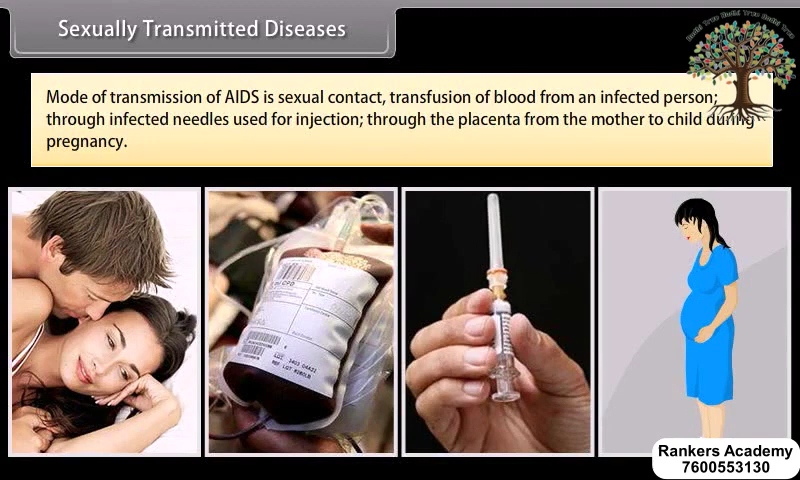 Sexually Transmitted Diseases
Mode of transmission of AIDS is sexual contact, transfusion of blood from an infected person;
through infected needles used for injection; through the placenta from the mother to child during
pregnancy.
Rankers Academy
7600553130